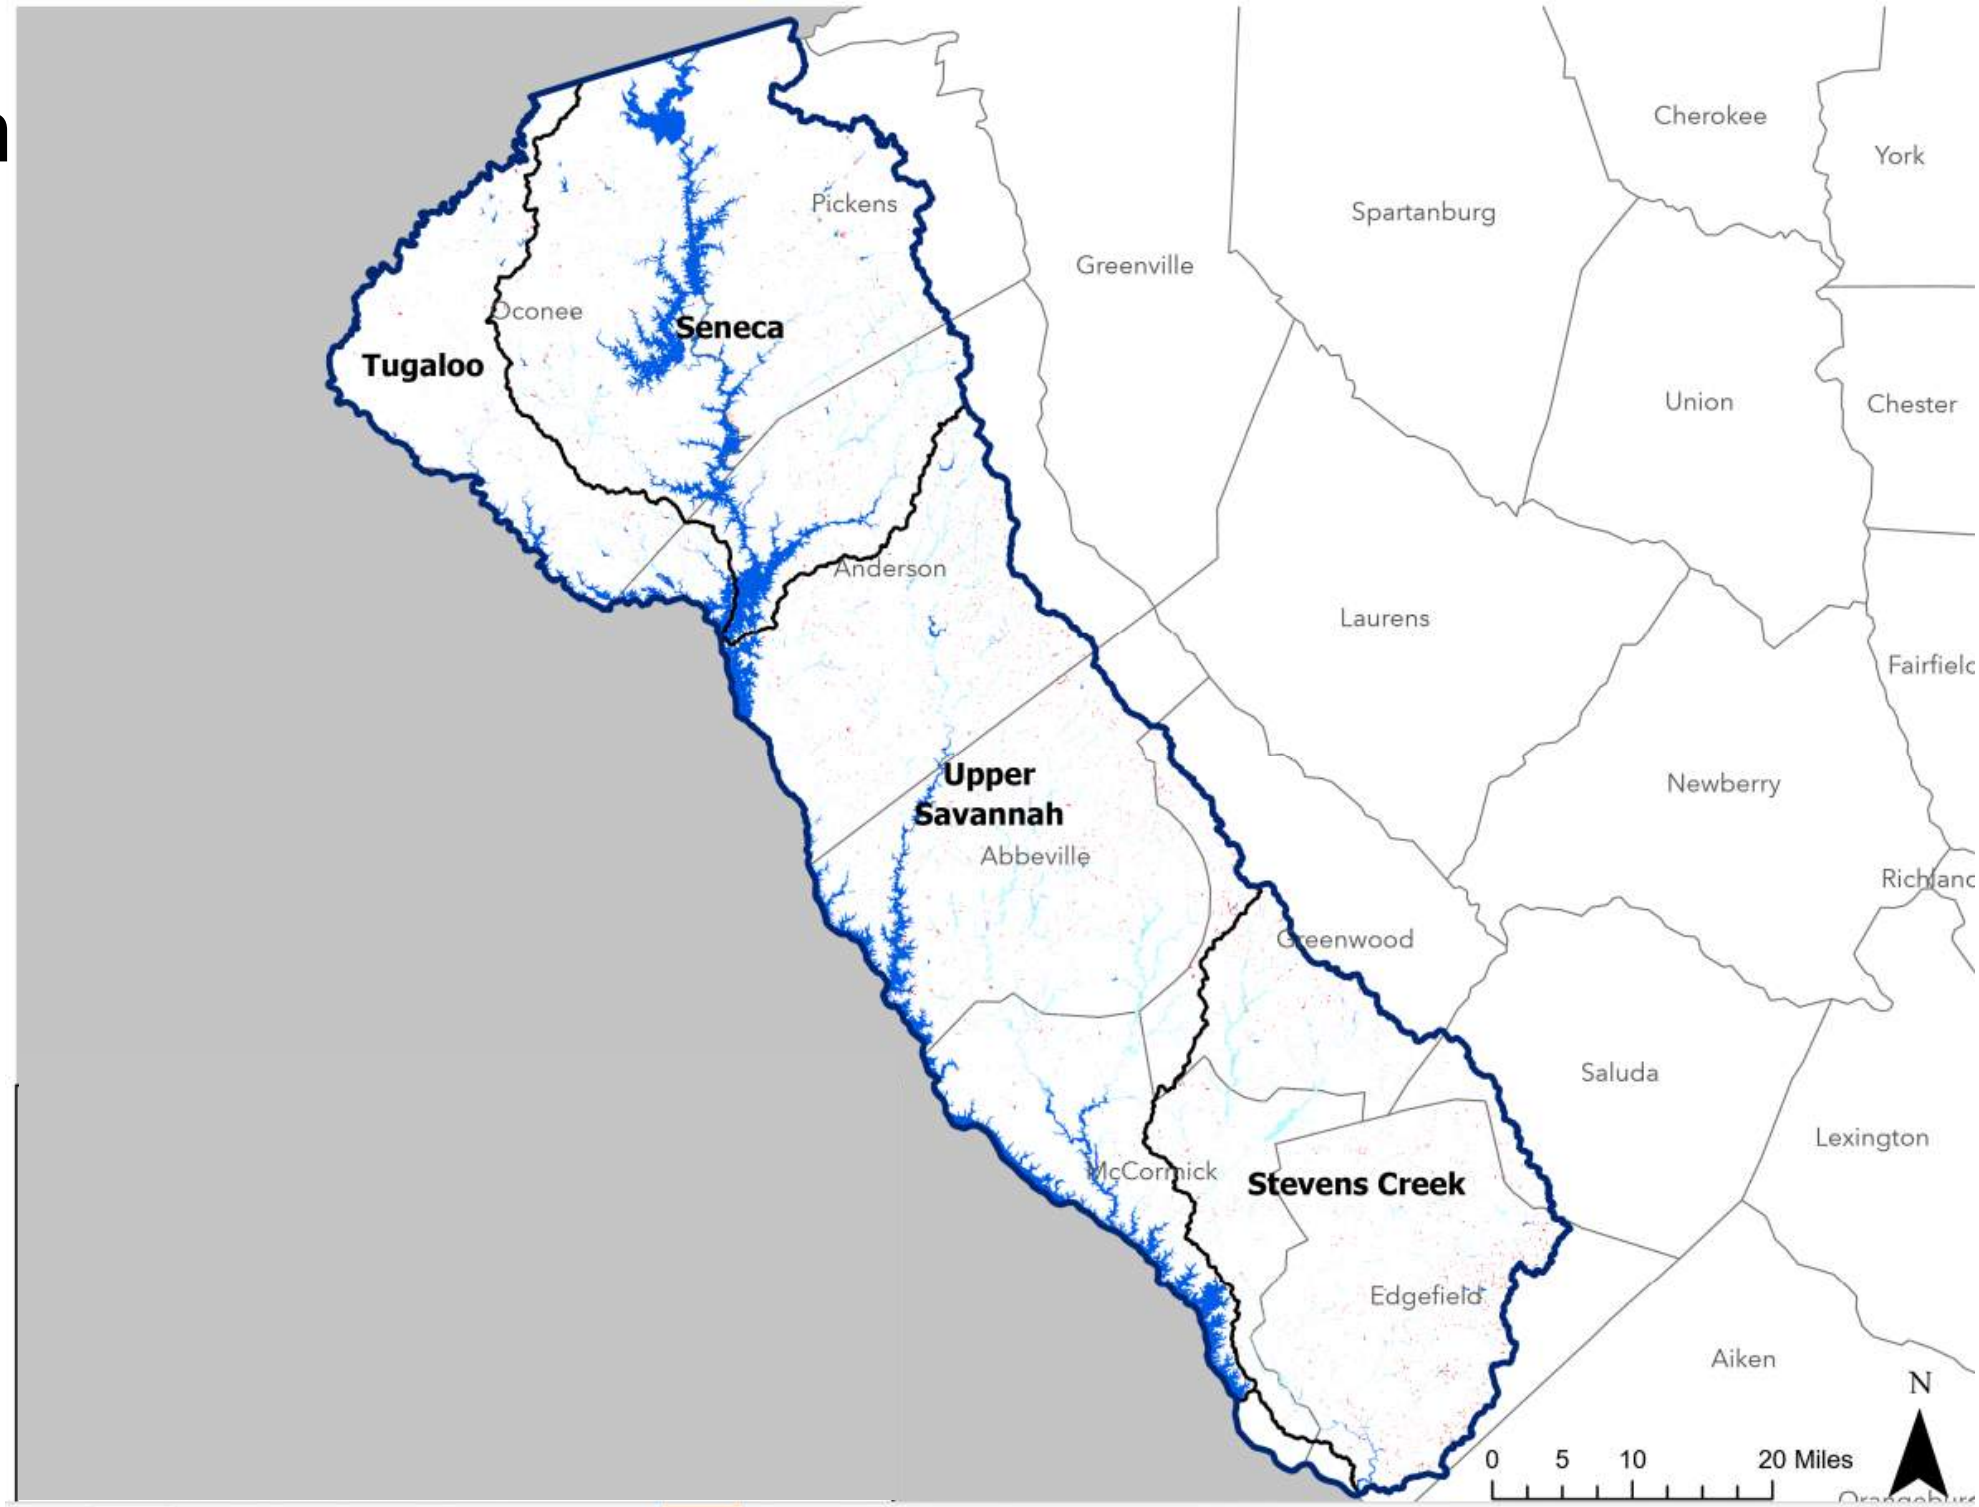 n
Cherokee
York
Pickens
Spartanburg
Greenville
Oconee
Seneca
Tugaloo
Union
Chester
Anderson
Laurens
Fairfield
Upper
Savannah
Newberry
Abbeville
Richland
Greenwood
Saluda
Lexington
McCormick
Stevens Creek
Edgefield
Aiken
N
0 5 10 20 Miles
Orangeburg